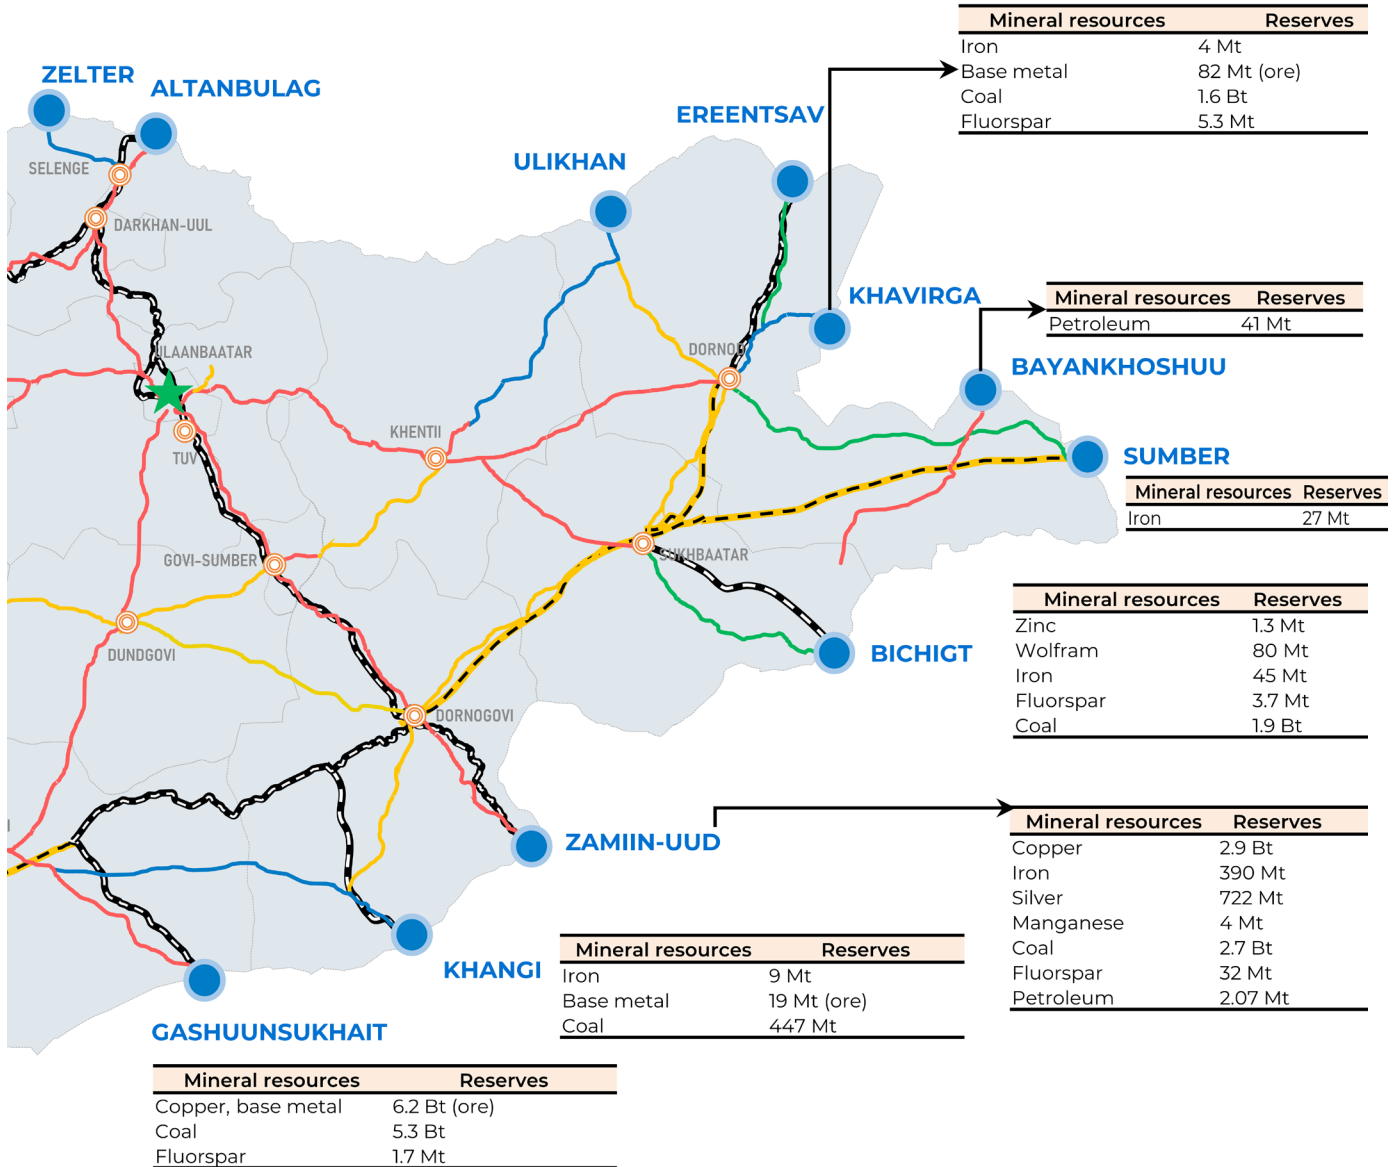 Mineral resources Reserves
Iron 4 Mt
Base metal 82 Mt (ore)
Coal 1.6 Bt
Fluorspar 5.3 Mt
ZELTER
ALTANBULAG
EREENTSAV
ULIKHAN
SELENGE
DARKHAN-UUL
KHAVIRGA
Mineral resources Reserves
Petroleum 41 Mt
ULAANBAATAR
DORNOD
BAYANKHOSHUU
KHENTII
TUV
SUMBER
Mineral resources Reserves
Iron 27 Mt
GOVI-SUMBER
SUKHBAATAR
DUNDGOVI
BICHIGT
Mineral resources Reserves
Zinc 1.3 Mt
Wolfram 80 Mt
Iron 45 Mt
Fluorspar 3.7 Mt
Coal 1.9 Bt
DORNOGOVI
ZAMIIN-UUD
Mineral resources Reserves
Copper 2.9 Bt
Iron 390 Mt
Silver 722 Mt
Manganese 4 Mt
Coal 2.7 Bt
Fluorspar 32 Mt
Petroleum 2.07 Mt
KHANGI
Mineral resources Reserves
Iron 9 Mt
Base metal 19 Mt (ore)
Coal 447 Mt
GASHUUNSUKHAIT
Mineral resources Reserves
Copper, base metal 6.2 Bt (ore)
Coal 5.3 Bt
Fluorspar 1.7 Mt